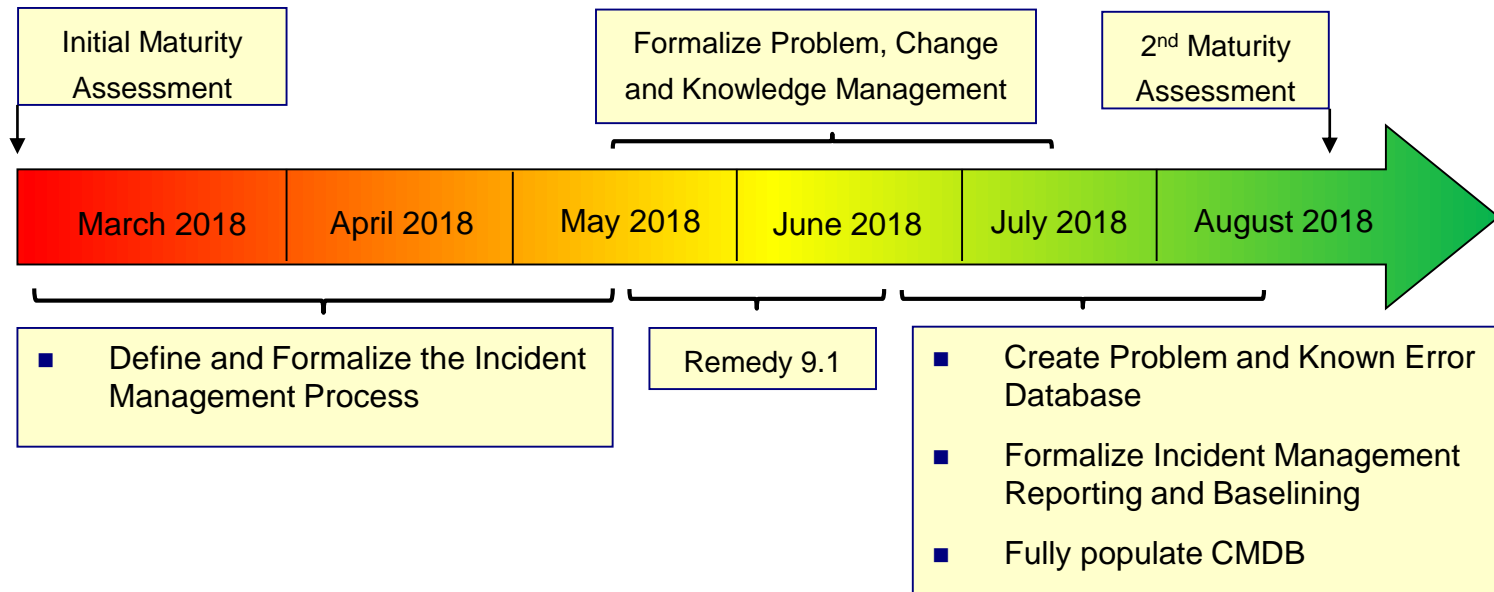 Initial Maturity
Assessment
Formalize Problem, Change
and Knowledge Management
2nd Maturity
Assessment
March 2018
April 2018
May 2018
June 2018
July 2018
August 2018
■ Define and Formalize the Incident
Management Process
Remedy 9.1
■ Create Problem and Known Error
Database
■ Formalize Incident Management
Reporting and Baselining
■ Fully populate CMDB